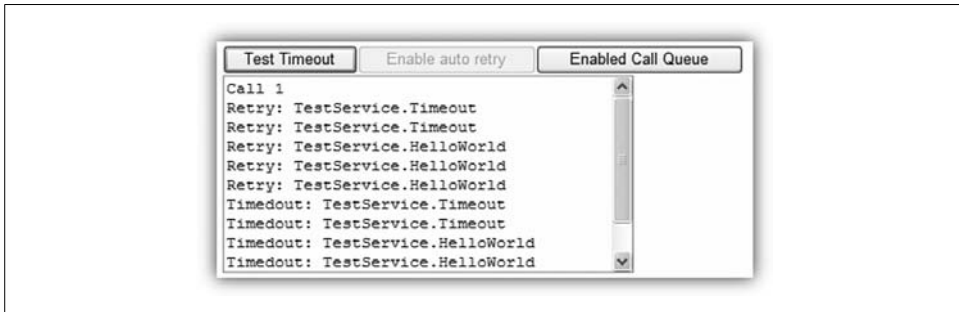 Test Timeout Enable auto retry Enabled Call Queue
Call 1
Retry: TestService.Timeout
Retry: TestService.Timeout
Retry: TestService.HelloWorld
Retry: TestService.HelloWorld
Retry: TestService.HelloWorld
Timedout: TestService.Timeout
Timedout: TestService.Timeout
Timedout: TestService.HelloWorld
Timedout: TestService.HelloWorld